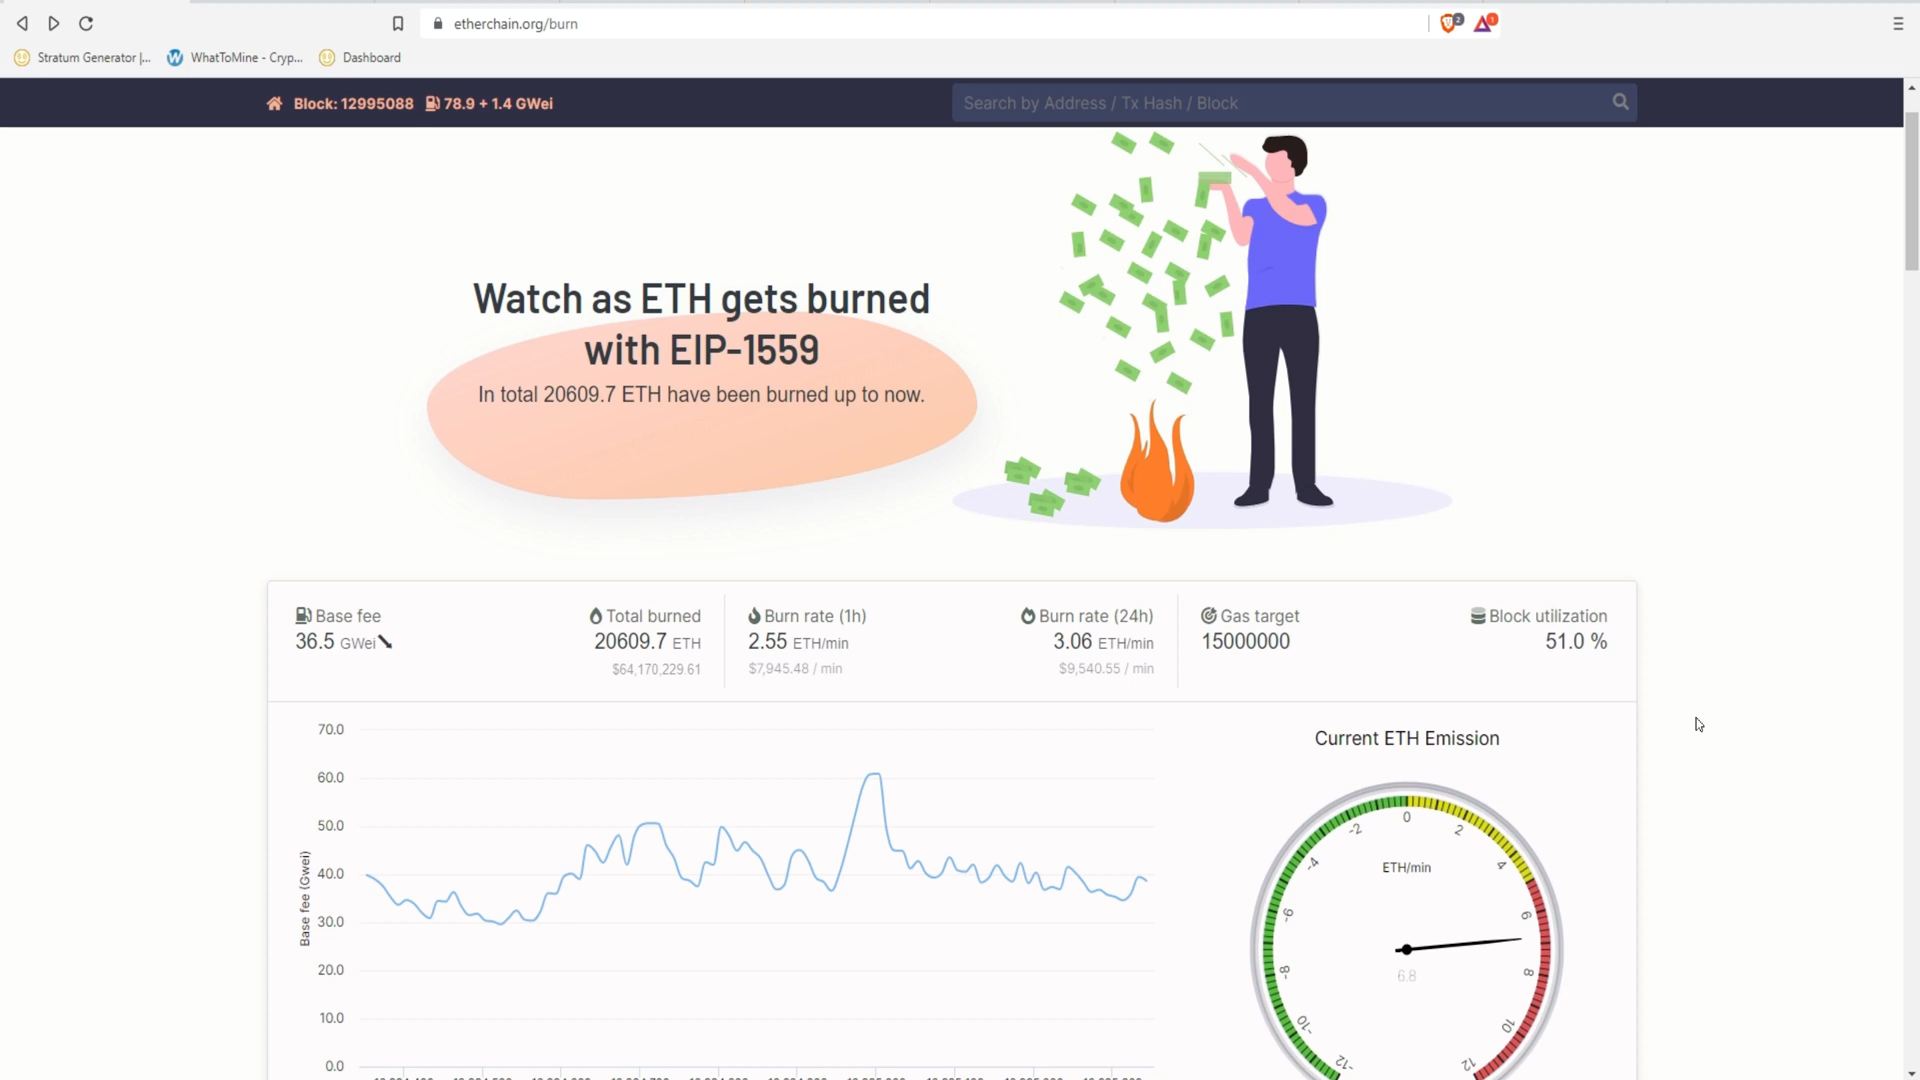 etherchain.org/burn
2
1
Stratum Generator |...
WhatToMine - Cryp...
Dashboard
Block: 12995088
78.9 + 1.4 GWei
Search by Address / Tx Hash / Block
Watch as ETH gets burned
with EIP-1559
In total 20609.7 ETH have been burned up to now.
Base fee
36.5 GWei
Total burned
20609.7 ETH
$64,170,229.61
Burn rate (1h)
2.55 ETH/min
$7,945.48 / min
Burn rate (24h)
3.06 ETH/min
$9,540.55 / min
Gas target
15000000
Block utilization
51.0 %
70.0
60.0
50.0
40.0
30.0
20.0
10.0
0.0
Base fee (Gwei)
Current ETH Emission
-12
-10
-8
-6
-4
-2
0
2
4
6
8
10
12
ETH/min
6.8